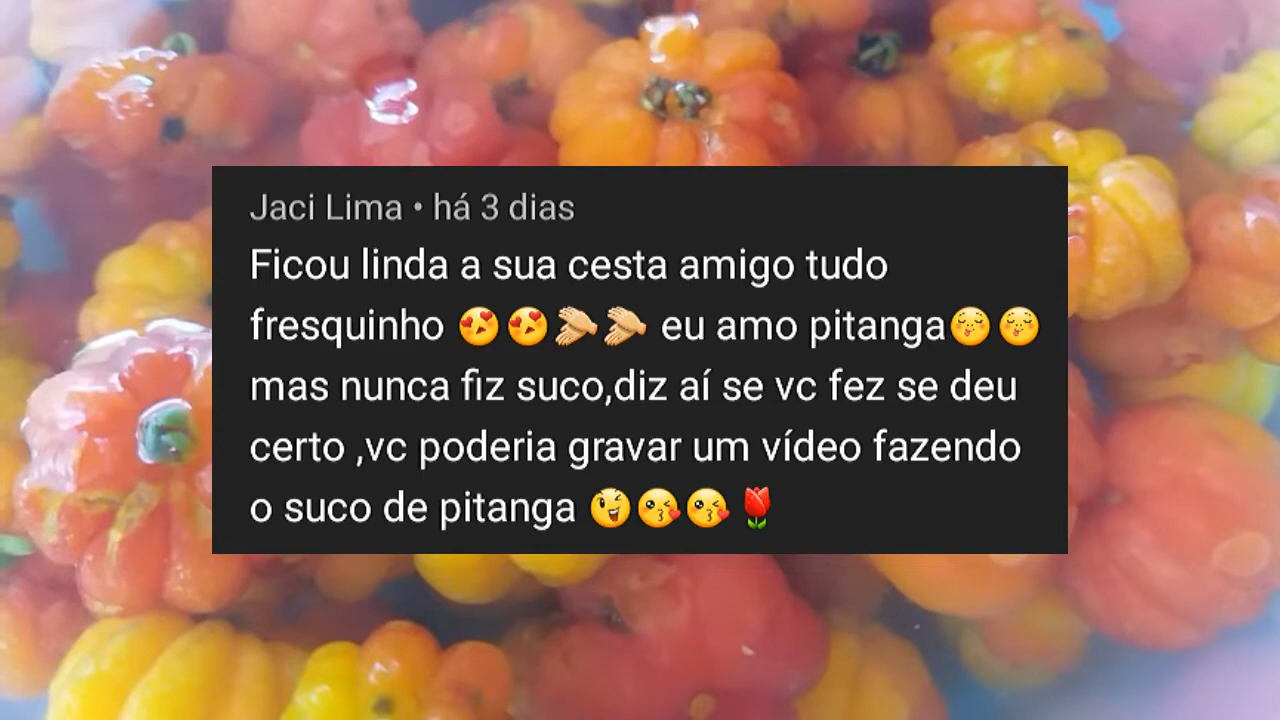 Jaci Lima • há 3 dias
Ficou linda a sua cesta amigo tudo
fresquinho 😍😍👏🏼👏🏼 eu amo pitanga😋😋
mas nunca fiz suco,diz aí se vc fez se deu
certo ,vc poderia gravar um vídeo fazendo
o suco de pitanga 😜😘😘🌷